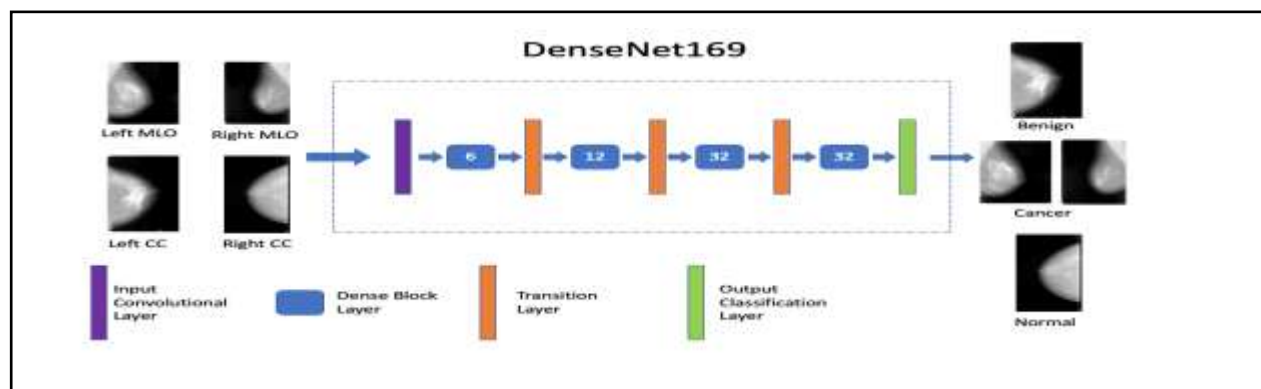 DenseNet169
Left MLO
Right MLO
Left CC
Right CC
6
12
32
32
Benign
Cancer
Normal
Input
Convolutional
Layer
Dense Block
Layer
Transition
Layer
Output
Classification
Layer